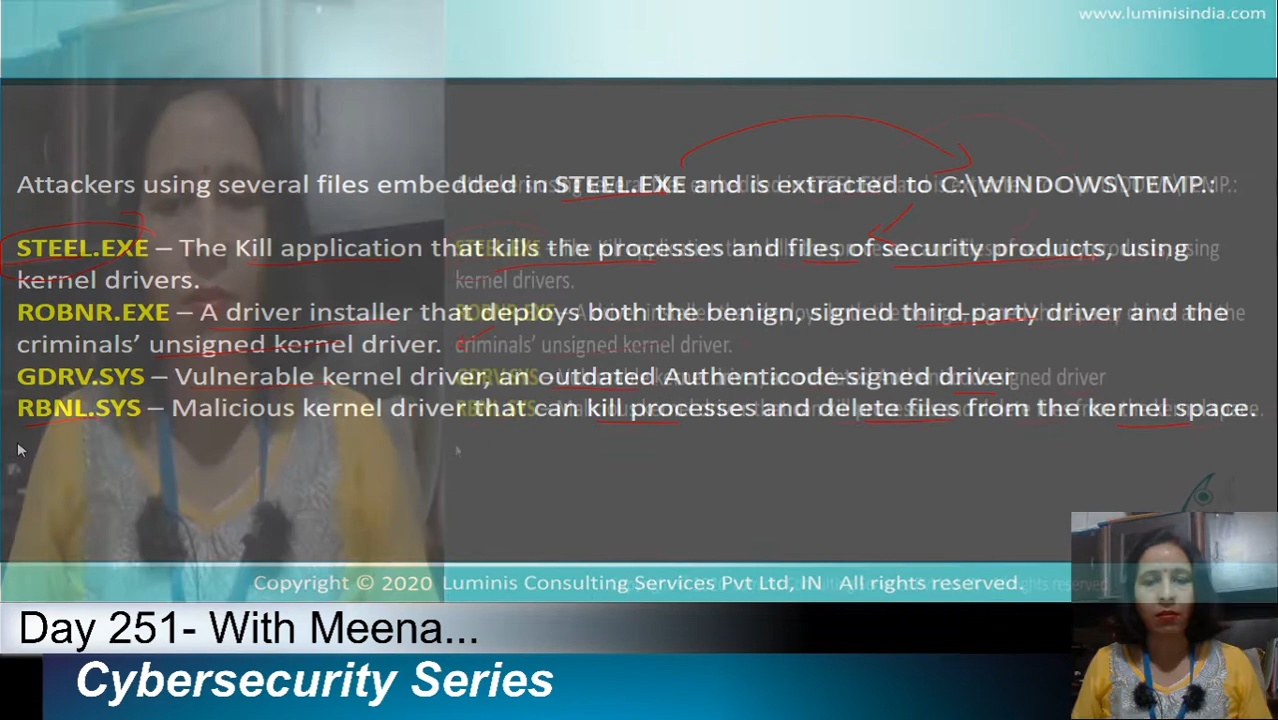 www.luminisindia.com
Attackers using several files embedded in STEEL.EXE and is extracted to C:\WINDOWS\TEMP.:
STEEL.EXE – The Kill application that kills the processes and files of security products, using
kernel drivers.
ROBNR.EXE – A driver installer that deploys both the benign, signed third-party driver and the
criminals’ unsigned kernel driver.
GDRV.SYS – Vulnerable kernel driver, an outdated Authenticode-signed driver
RBNL.SYS – Malicious kernel driver that can kill processes and delete files from the kernel space.
Copyright © 2020 Luminis Consulting Services Pvt Ltd, IN All rights reserved.
Day 251- With Meena...
Cybersecurity Series